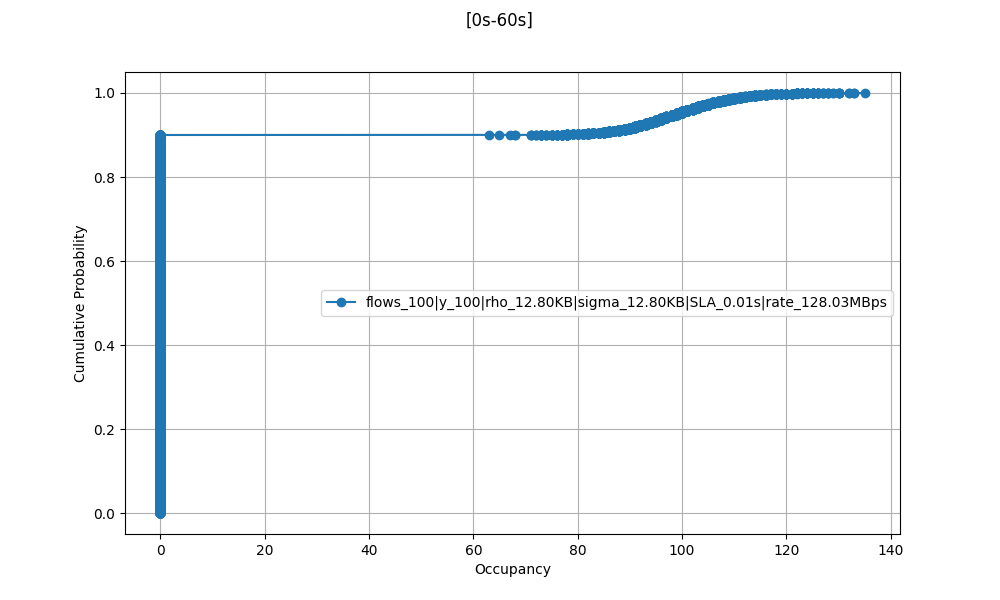 [0s-60s]
1.0
0.8
0.6
0.4
0.2
0.0
Cumulative Probability
flows_100|y_100|rho_12.80KB|sigma_12.80KB|SLA_0.01s|rate_128.03MBps
0 20 40 60 80 100 120 140
Occupancy